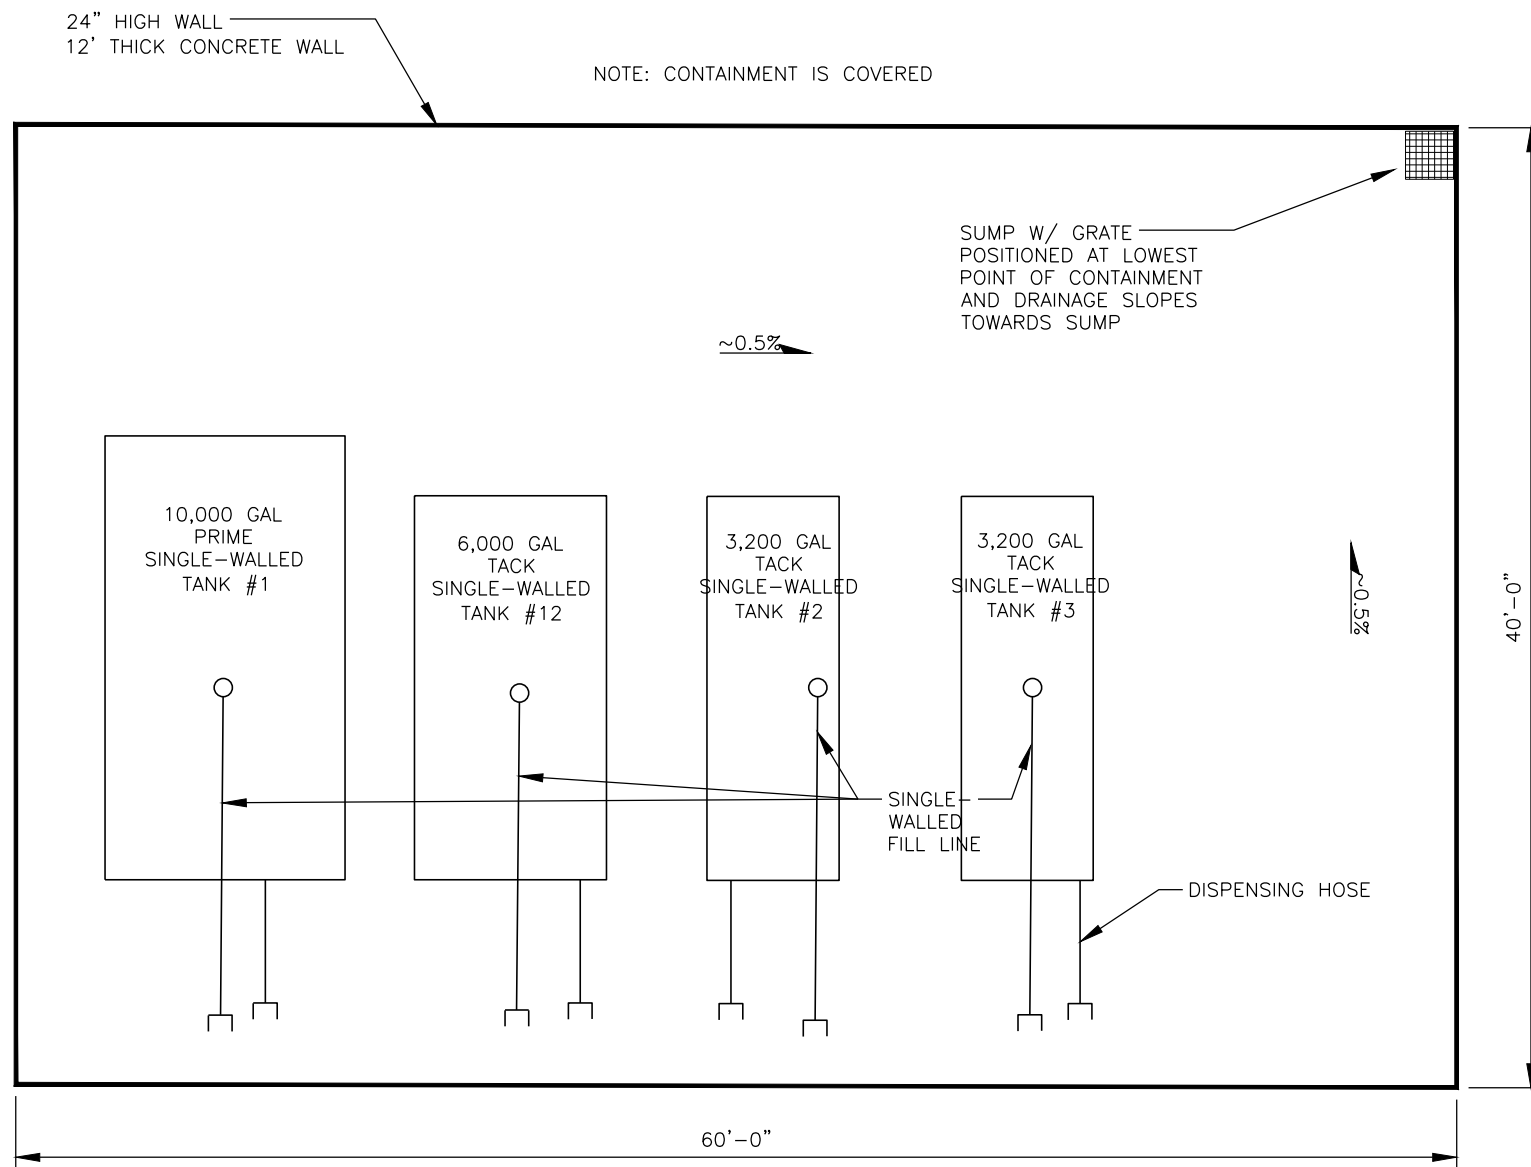 24” HIGH WALL
12’ THICK CONCRETE WALL
NOTE: CONTAINMENT IS COVERED
SUMP W/ GRATE
POSITIONED AT LOWEST
POINT OF CONTAINMENT
AND DRAINAGE SLOPES
TOWARDS SUMP
~0.5%
10,000 GAL
PRIME
SINGLE-WALLED
TANK #1
6,000 GAL
TACK
SINGLE-WALLED
TANK #12
3,200 GAL
TACK
SINGLE-WALLED
TANK #2
3,200 GAL
TACK
SINGLE-WALLED
TANK #3
~0.5%
40’-0”
SINGLE-
WALLED
FILL LINE
DISPENSING HOSE
60’-0”